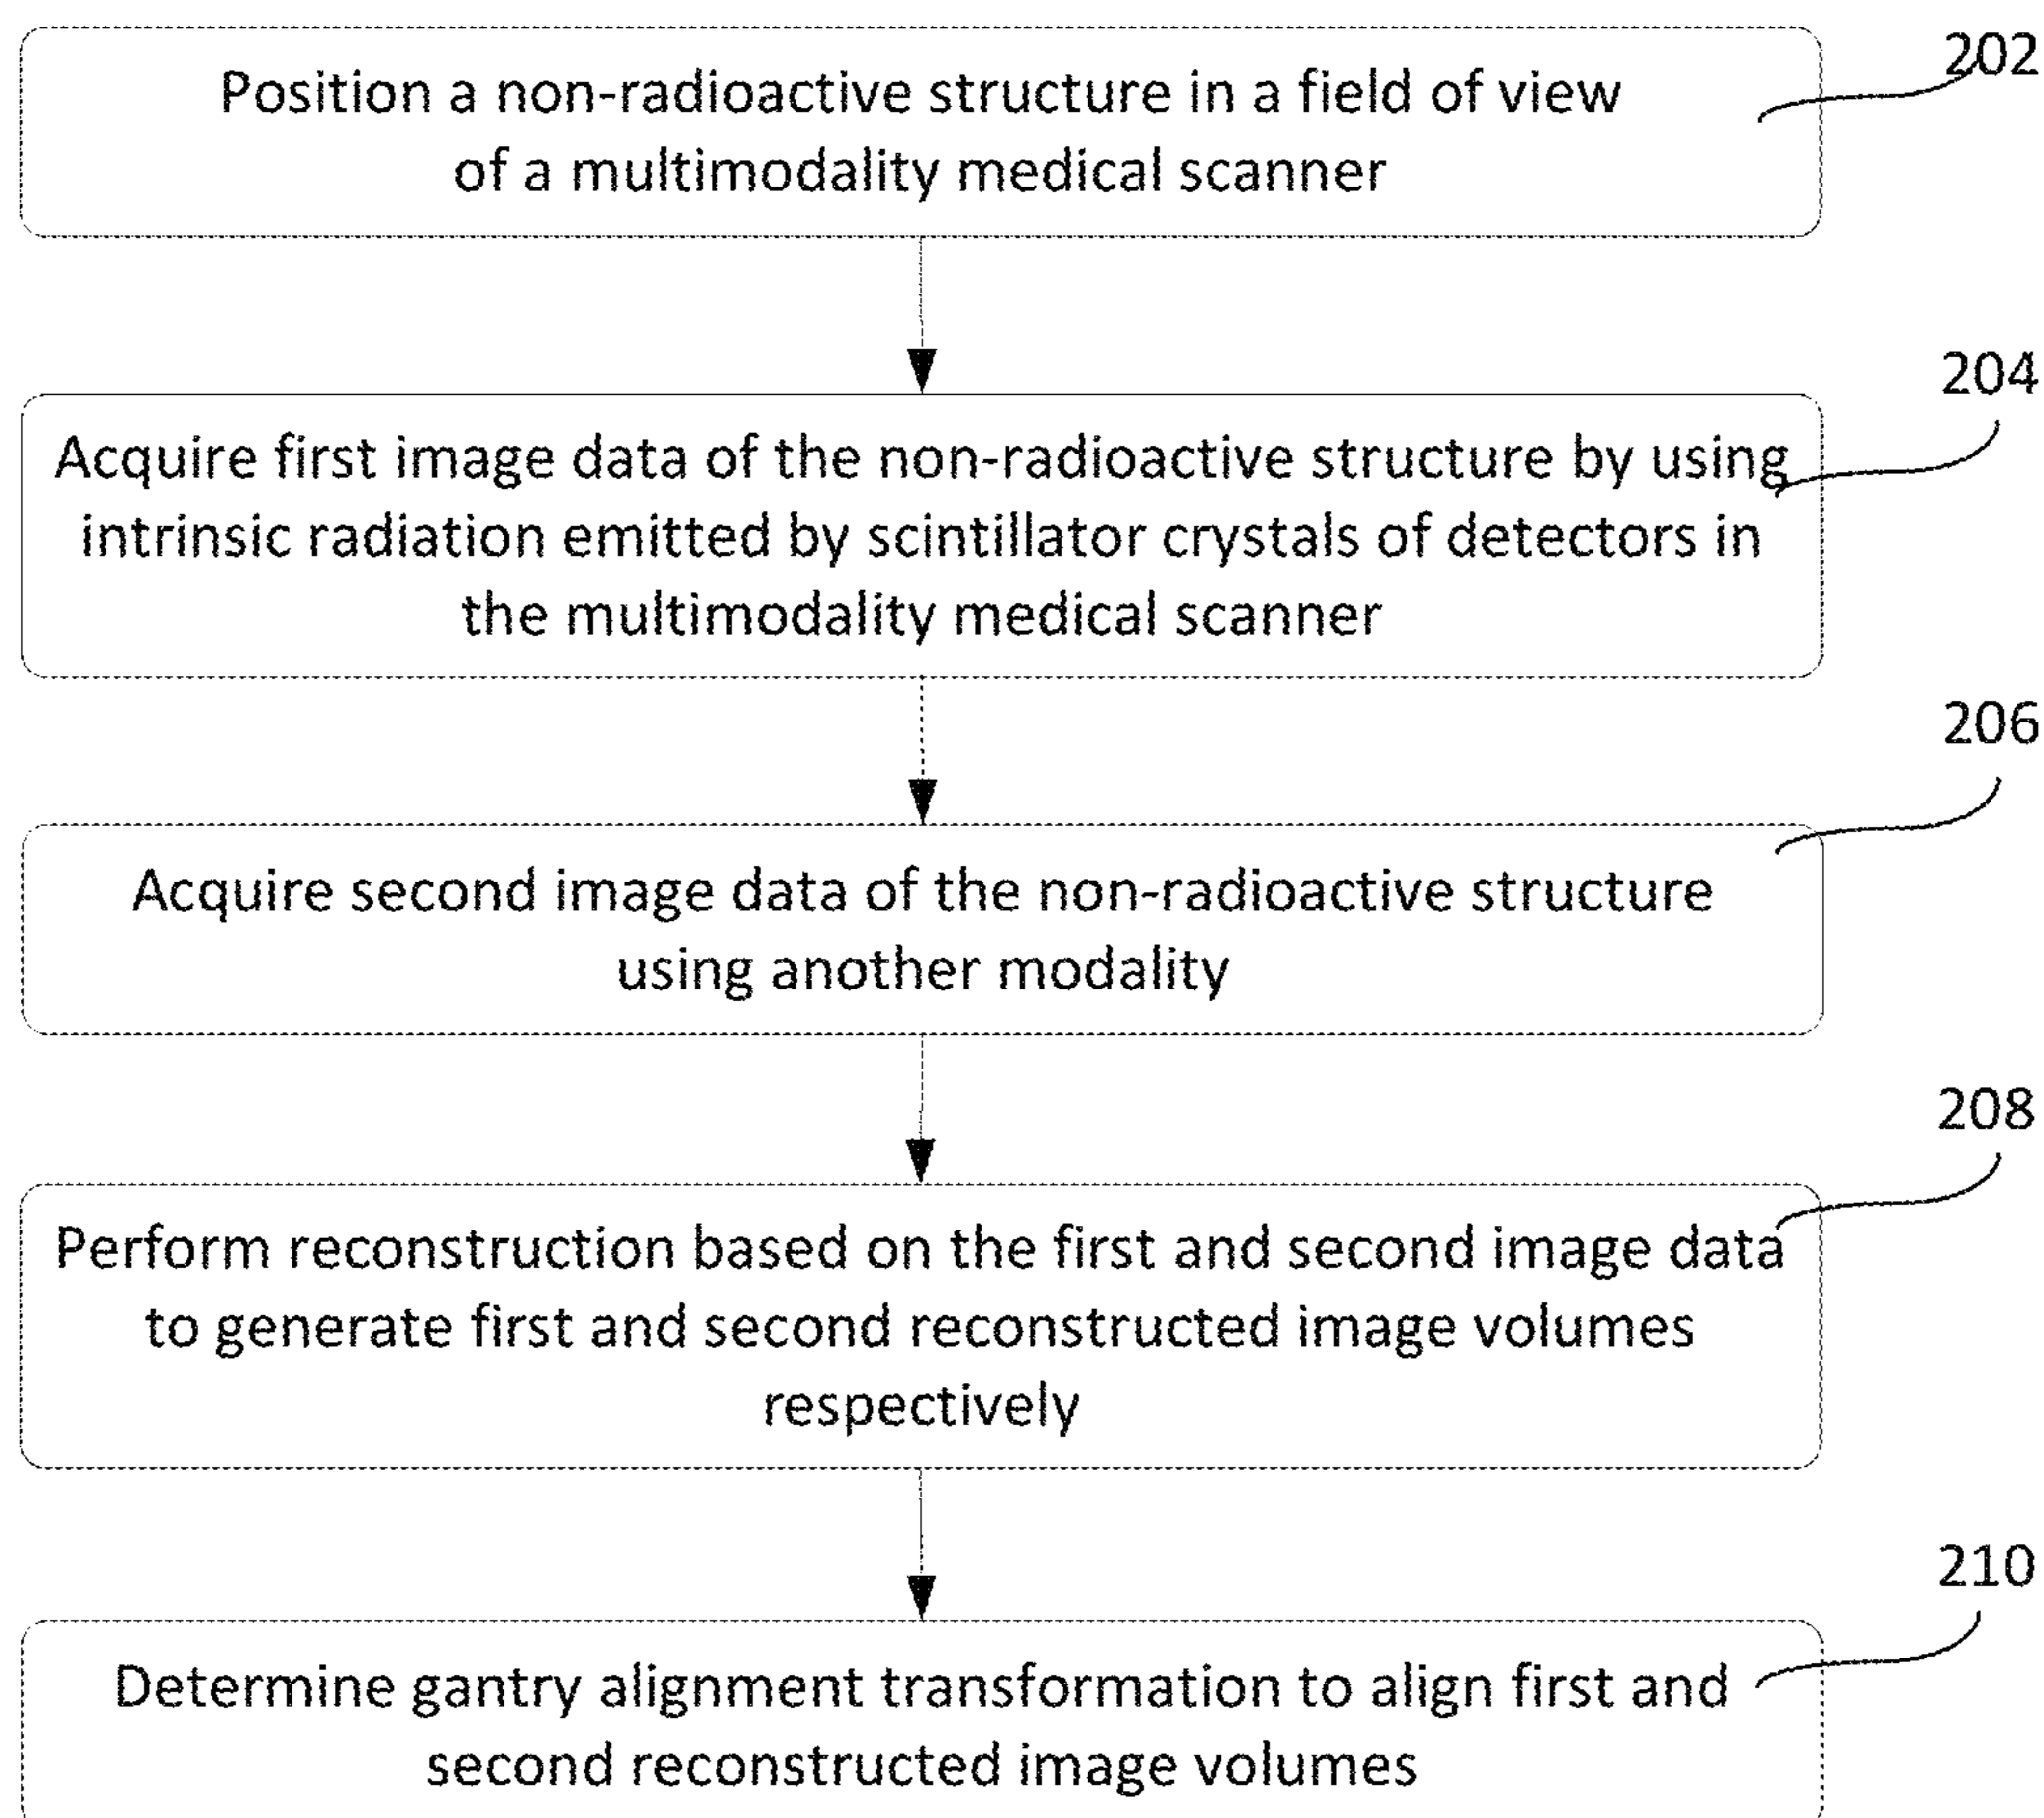 202
Position a non-radioactive structure in a field of view
of a multimodality medical scanner
204
Acquire first image data of the non-radioactive structure by using
intrinsic radiation emitted by scintillator crystals of detectors in
the multimodality medical scanner
206
Acquire second image data of the non-radioactive structure
using another modality
208
Perform reconstruction based on the first and second image data
to generate first and second reconstructed image volumes
respectively
210
Determine gantry alignment transformation to align first and
second reconstructed image volumes